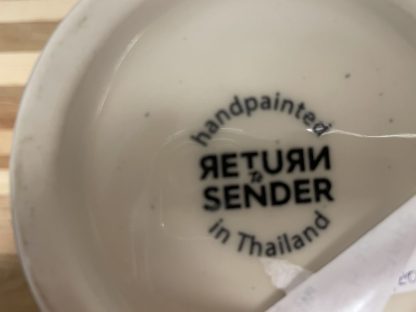 handpainted
RETURN
To
SENDER
in Thailand